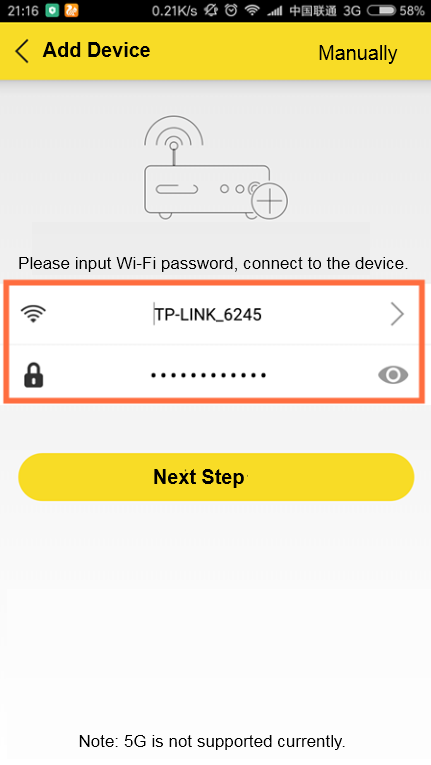 21:16 0.21K/s 中国联通 3G 58%
Add Device Manually
Please input Wi-Fi password, connect to the device.
TP-LINK_6245
••••••••••••
Next Step
Note: 5G is not supported currently.